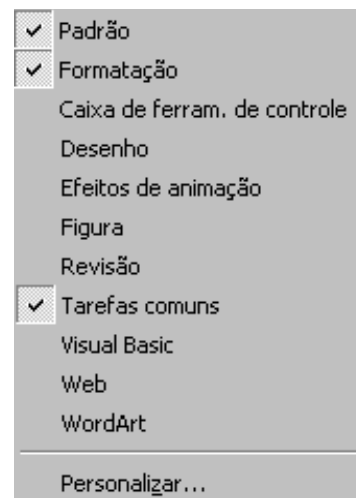 Padrão
Formatação
Caixa de ferram. de controle
Desenho
Efeitos de animação
Figura
Revisão
Tarefas comuns
Visual Basic
Web
WordArt
Personalizar...